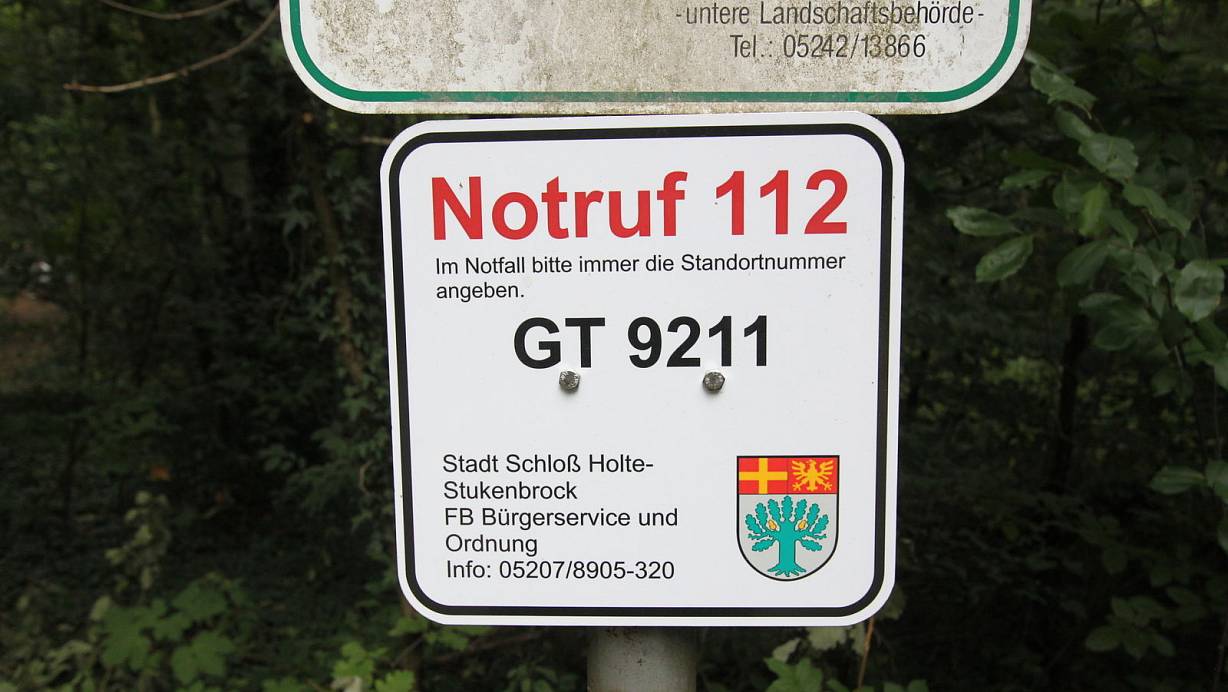 -untere Landschaftsbehörde-
Tel.: 05242/13866
Notruf 112
Im Notfall bitte immer die Standortnummer
angeben.
GT 9211
Stadt Schloß Holte-
Stukenbrock
FB Bürgerservice und
Ordnung
Info: 05207/8905-320